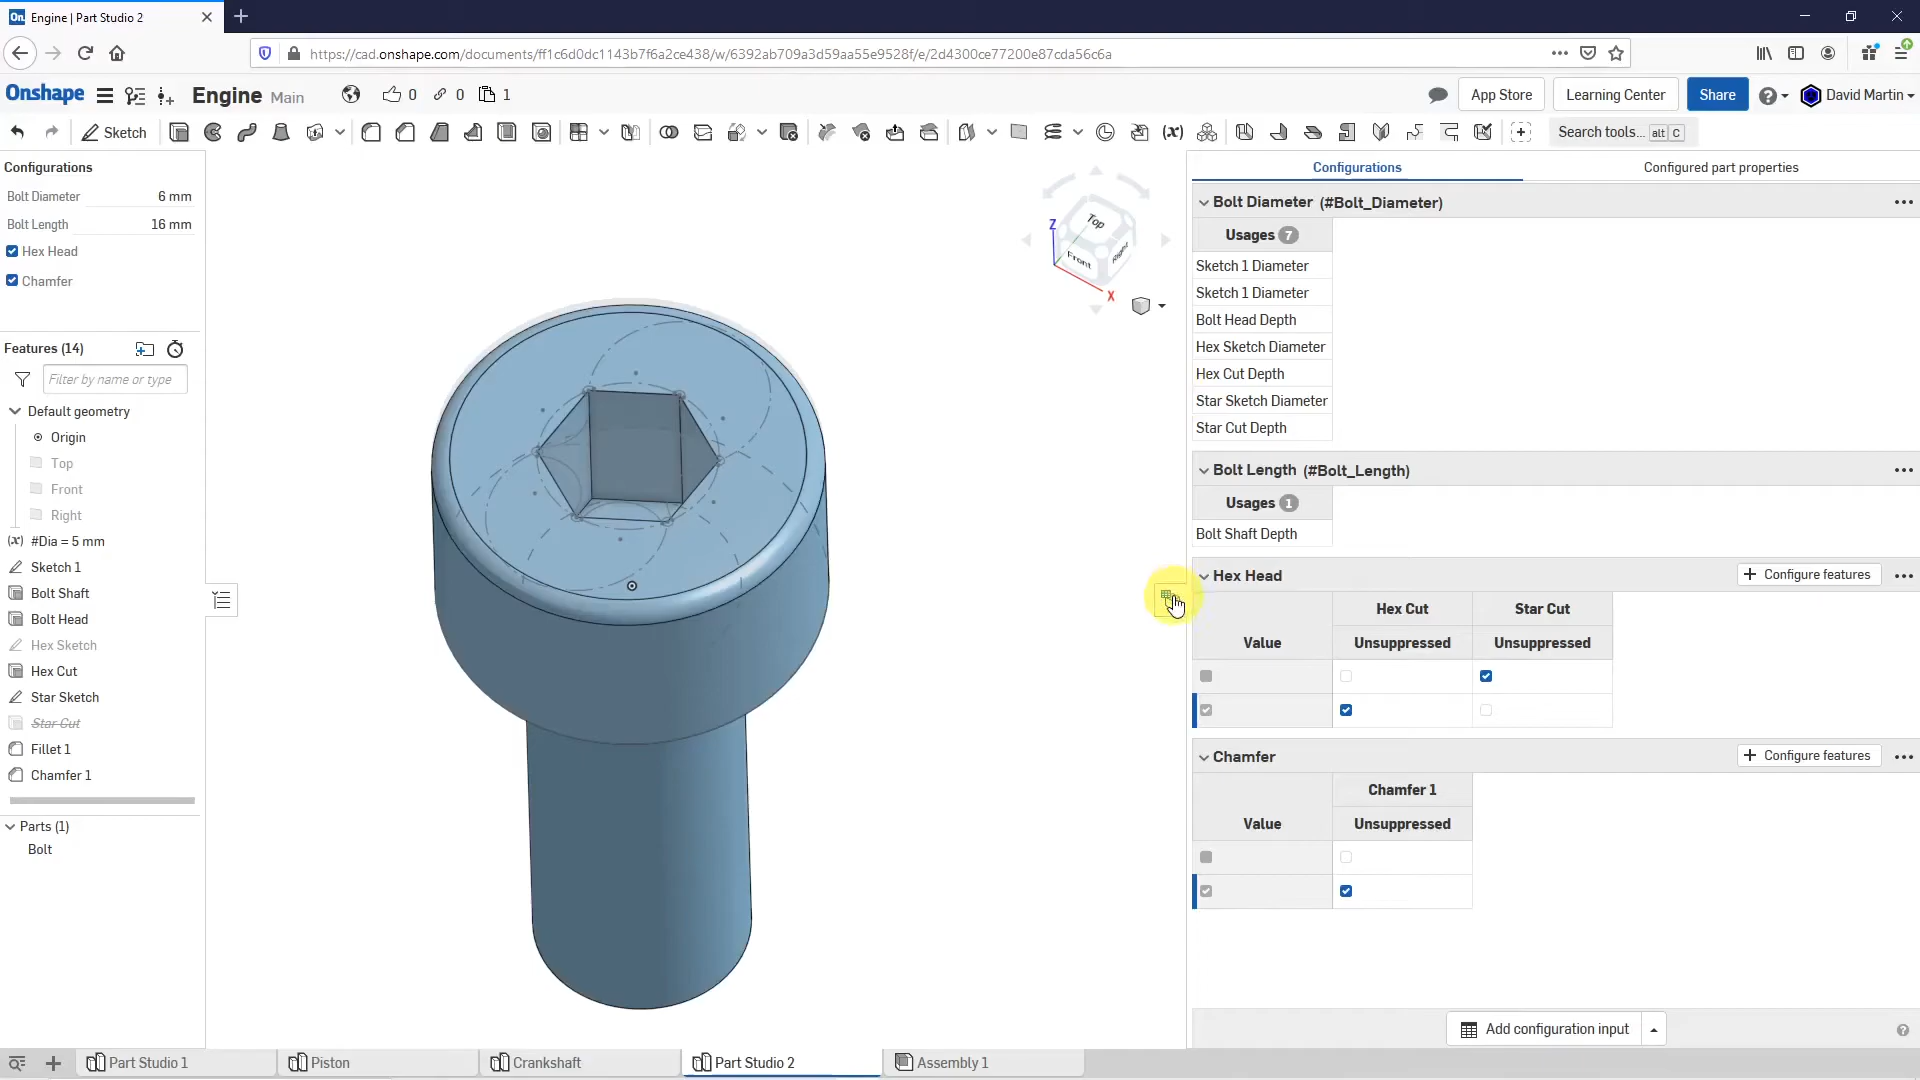 Engine | Part Studio 2
https://cad.onshape.com/documents/ff1c6d0dc1143b7f6a2ce438/w/6392ab709a3d59aa55e9528f/e/2d4300ce77200e87cda56c6a
Onshape Engine Main 0 0 1 App Store Learning Center Share David Martin
Sketch Search tools... alt C
Configurations
Bolt Diameter 6 mm
Bolt Length 16 mm
Hex Head
Chamfer
Features (14)
Filter by name or type
Default geometry
Origin
Top
Front
Right
(x) #Dia = 5 mm
Sketch 1
Bolt Shaft
Bolt Head
Hex Sketch
Hex Cut
Star Sketch
Star Cut
Fillet 1
Chamfer 1
Parts (1)
Bolt
Z
Top
Front
Right
X
Configurations Configured part properties
Bolt Diameter (#Bolt_Diameter)
Usages 7
Sketch 1 Diameter
Sketch 1 Diameter
Bolt Head Depth
Hex Sketch Diameter
Hex Cut Depth
Star Sketch Diameter
Star Cut Depth
Bolt Length (#Bolt_Length)
Usages 1
Bolt Shaft Depth
Hex Head + Configure features
Hex Cut Star Cut
Value Unsuppressed Unsuppressed
Chamfer + Configure features
Chamfer 1
Value Unsuppressed
Add configuration input
Part Studio 1 Piston Crankshaft Part Studio 2 Assembly 1